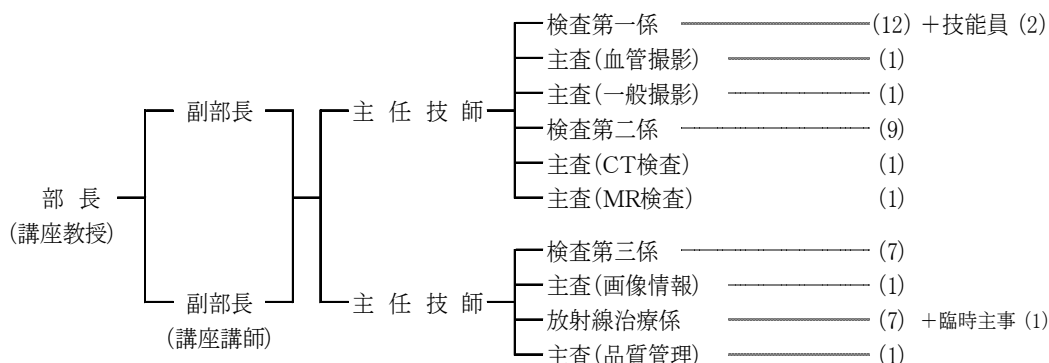 検査第一係 (12) +技能員 (2)
主査(血管撮影) (1)
主査(一般撮影) (1)
副部長 主任技師 検査第二係 (9)
主査(CT検査) (1)
部長 主査(MR検査) (1)
(講座教授)
検査第三係 (7)
主査(画像情報) (1)
副部長 主任技師 放射線治療係 (7) +臨時主事 (1)
(講座講師) 主査(品質管理) (1)